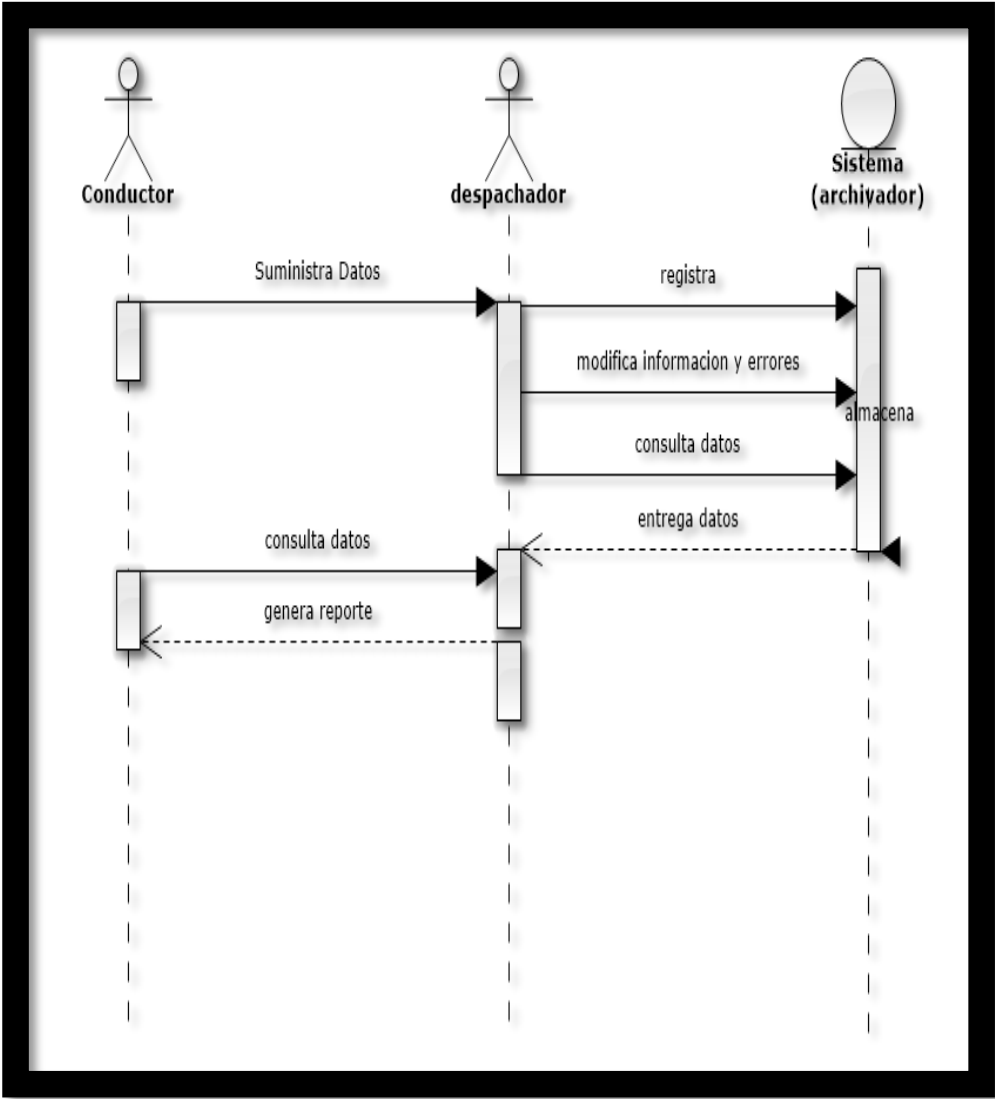 Conductor
despachador
Sistema
(archivador)
Suministra Datos
registra
modifica informacion y errores
almacena
consulta datos
entrega datos
consulta datos
genera reporte